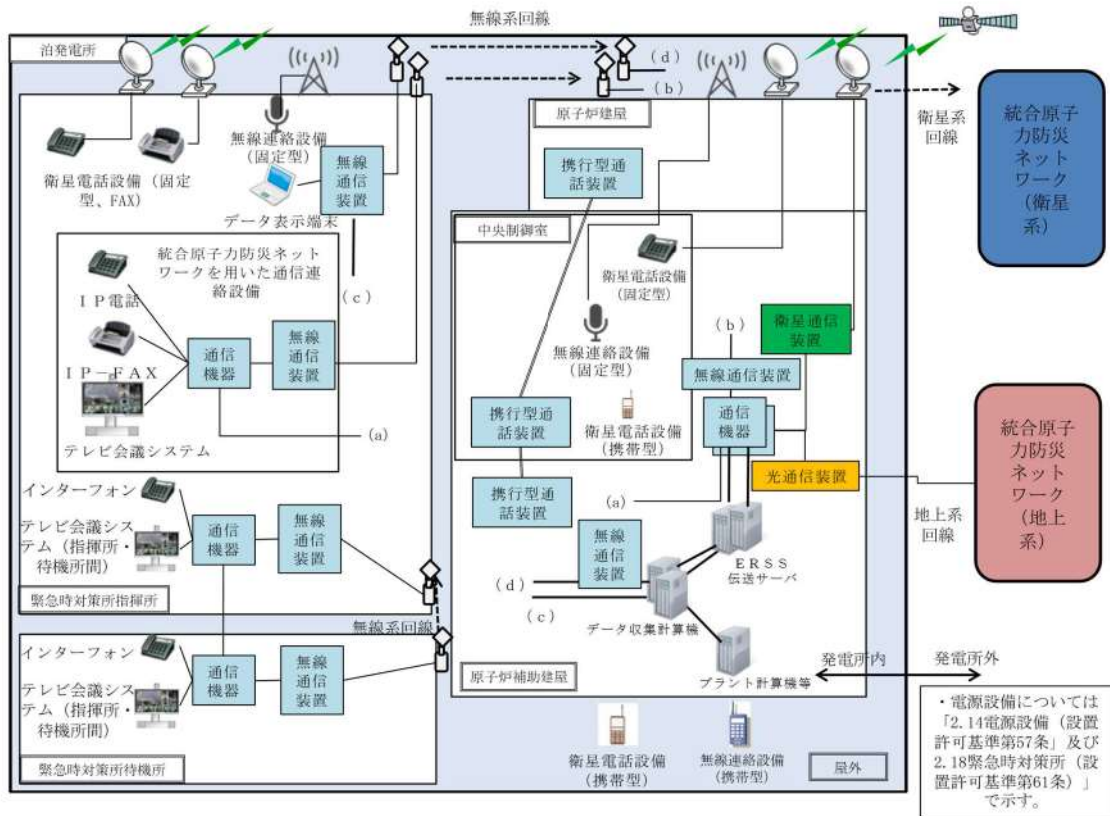 無線系回線
泊発電所
(d)
(b)
無線連絡設備
(固定型)
無線
通信
装置
衛星電話設備（固定
型、FAX）
データ表示端末
(c)
統合原子力防災ネット
ワークを用いた通信連
絡設備
ＩＰ電話
ＩＰ－ＦＡＸ
テレビ会議システム
通信
機器
無線
通信
装置
(a)
インターフォン
テレビ会議シス
テム（指揮所・
待機所間）
通信
機器
無線
通信
装置
緊急時対策所指揮所
無線系回線
インターフォン
テレビ会議シス
テム（指揮所・
待機所間）
通信
機器
無線
通信
装置
緊急時対策所待機所
原子炉建屋
携行型通
話装置
中央制御室
衛星電話設備
(固定型)
無線連絡設備
(固定型)
衛星電話設備
(携帯型)
携行型通
話装置
携行型通
話装置
(b)
衛星通信
装置
無線通信装置
通信
機器
光通信装置
(a)
無線
通信
装置
ＥＲＳＳ
伝送サーバ
(d)
(c)
データ収集計算機
プラント計算機等
原子炉補助建屋
衛星電話設備
(携帯型)
無線連絡設備
(携帯型)
屋外
衛星系
回線
統合原子
力防災
ネット
ワーク
（衛星
系）
地上系
回線
統合原子
力防災
ネット
ワーク
（地上
系）
発電所内
発電所外
・電源設備については
「2.14電源設備（設置
許可基準第57条」及び
2.18緊急時対策所（設
置許可基準第61条）」
で示す。